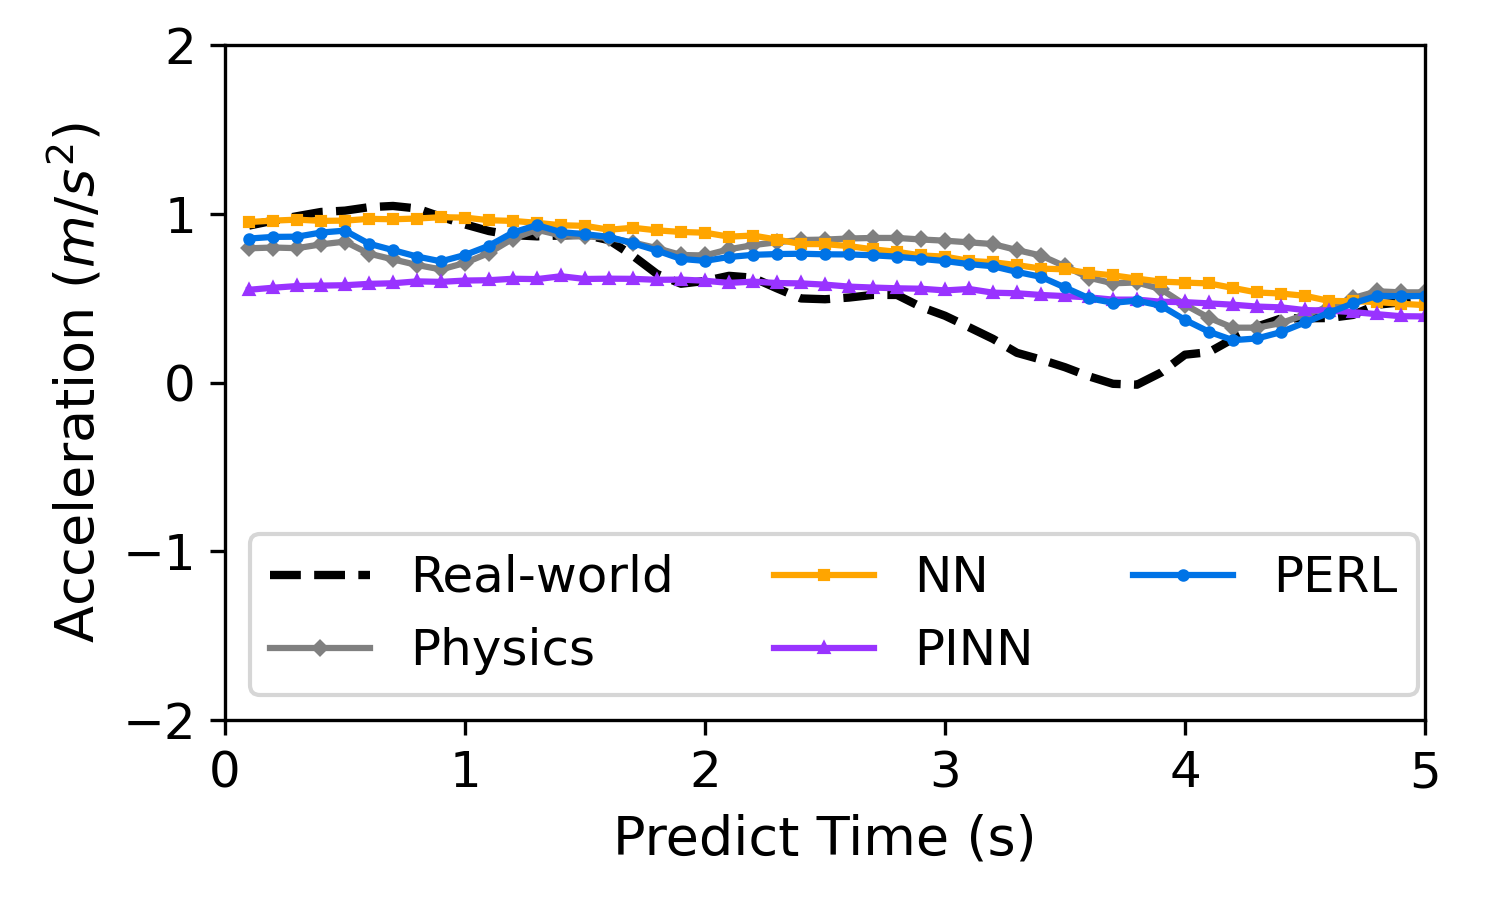 2
1
0
−1
−2
Acceleration (m/s²)
Real-world
Physics
NN
PINN
PERL
0 1 2 3 4 5
Predict Time (s)